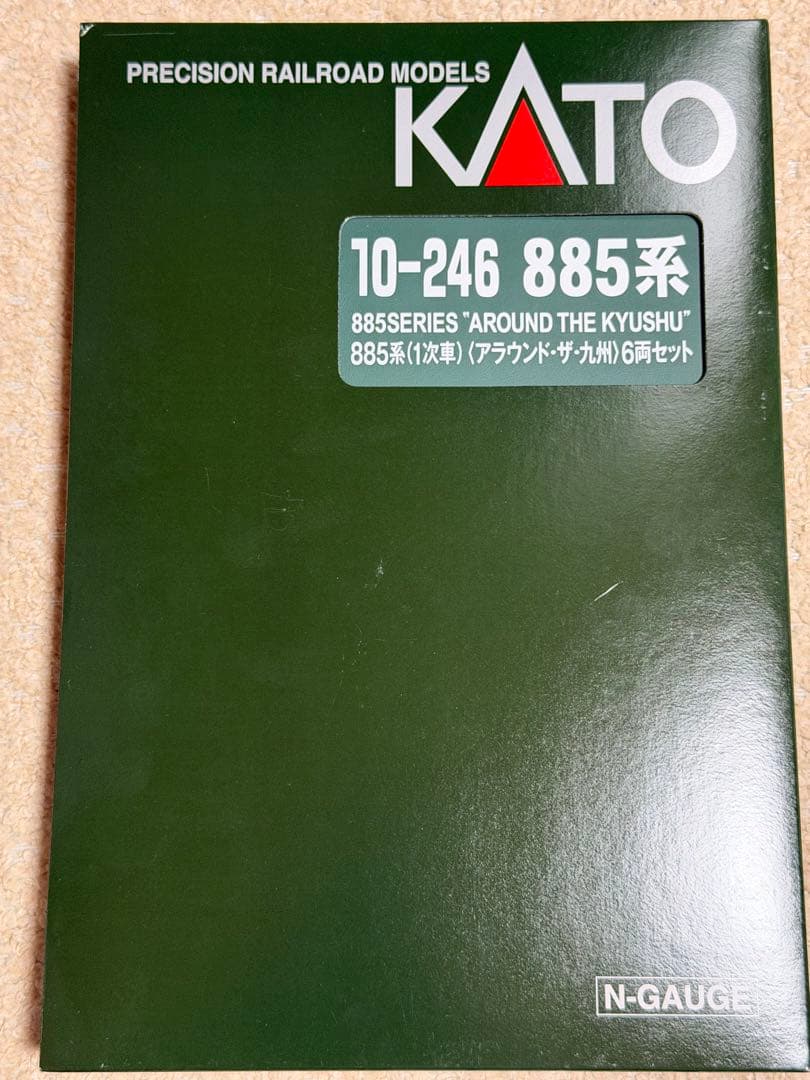 PRECISION RAILROAD MODELS
KATO
10-246 885系
885SERIES "AROUND THE KYUSHU"
885系(1次車)〈アラウンド・ザ・九州〉6両セット
N-GAUGE